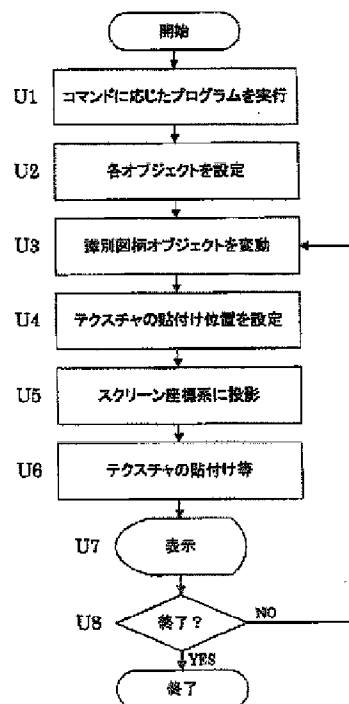 開始
U1 コマンドに応じたプログラムを実行
U2 各オブジェクトを設定
U3 識別図柄オブジェクトを変動
U4 テクスチャの貼付け位置を設定
U5 スクリーン座標系に投影
U6 テクスチャの貼付け等
U7 表示
U8 終了？ NO
YES
終了